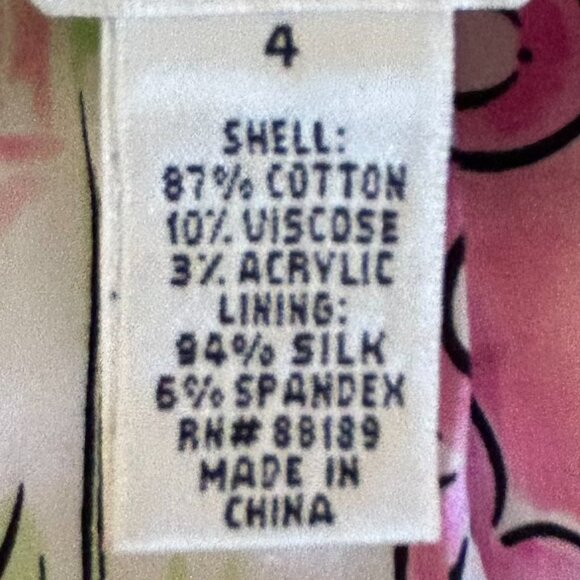 4
SHELL:
87% COTTON
10% VISCOSE
3% ACRYLIC
LINING:
94% SILK
6% SPANDEX
RN# 88189
MADE IN
CHINA